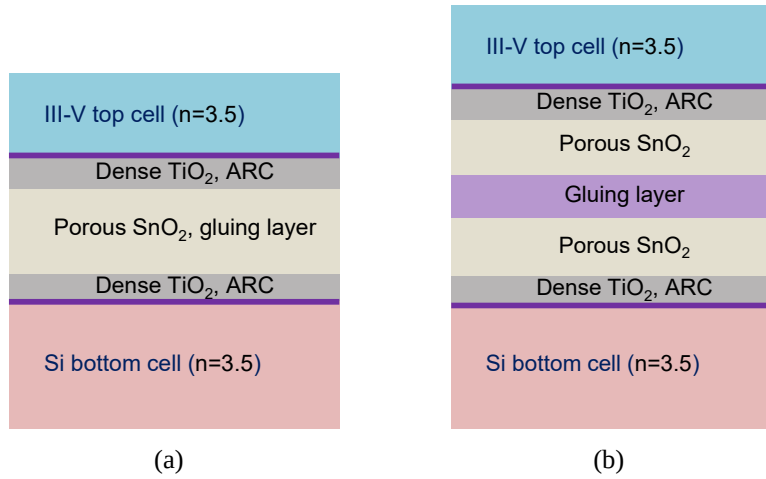 III-V top cell (n=3.5)
Dense TiO₂, ARC
Porous SnO₂, gluing layer
Dense TiO₂, ARC
Si bottom cell (n=3.5)
(a)
III-V top cell (n=3.5)
Dense TiO₂, ARC
Porous SnO₂
Gluing layer
Porous SnO₂
Dense TiO₂, ARC
Si bottom cell (n=3.5)
(b)